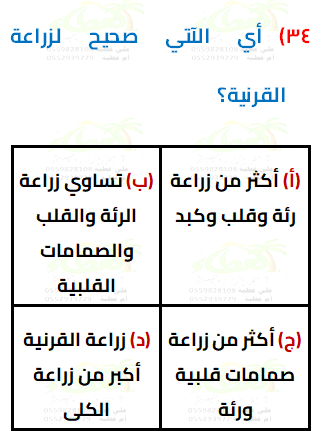 ٣٤) أي الآتي صحيح لزراعة
القرنية؟
(أ) أكثر من زراعة
رئة وقلب وكبد
(ب) تساوي زراعة
الرئة والقلب
والصمامات
القلبية
(ج) أكثر من زراعة
صمامات قلبية
ورئة
(د) زراعة القرنية
أكبر من زراعة
الكلى